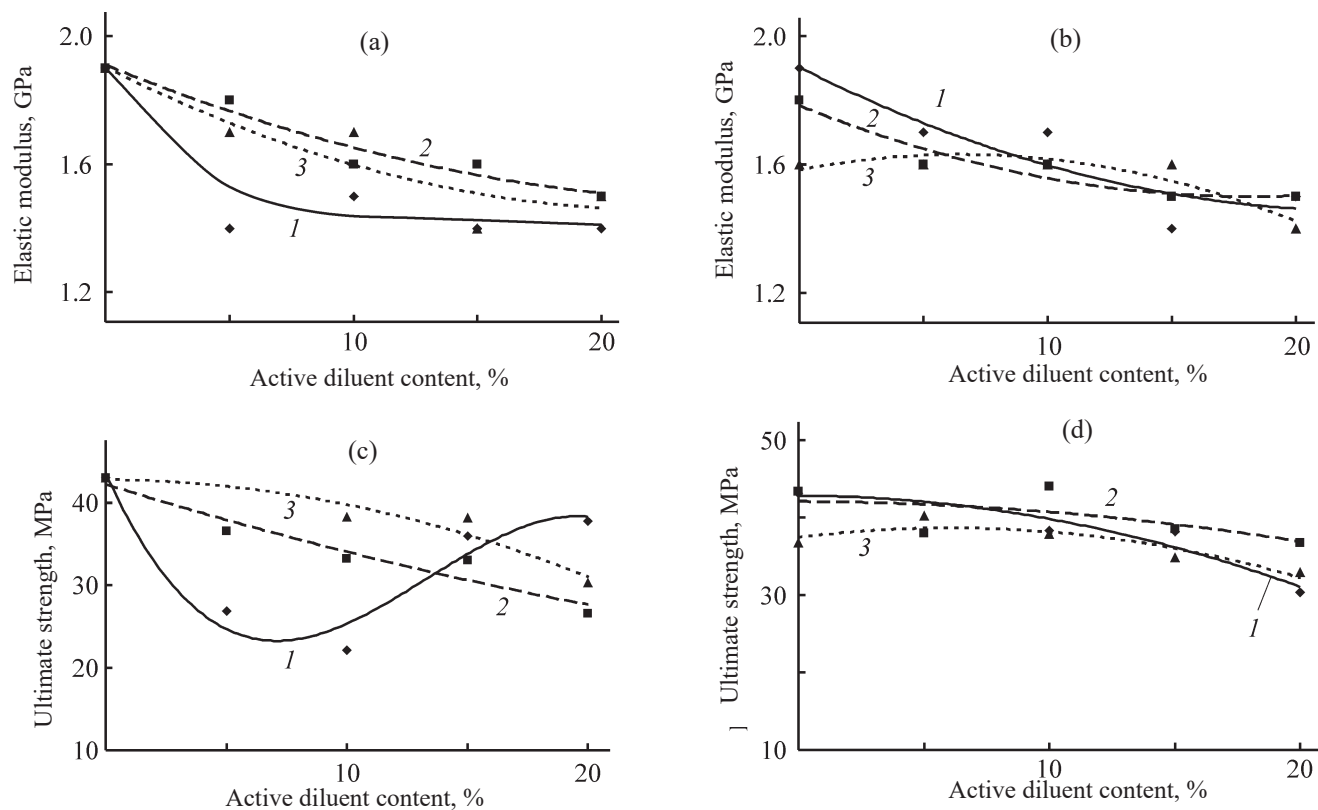 (a)
2.0
1.6
1.2
Elastic modulus, GPa
1
2
3
10
20
Active diluent content, %
(b)
2.0
1.6
1.2
Elastic modulus, GPa
1
2
3
10
20
Active diluent content, %
(c)
40
30
20
10
Ultimate strength, MPa
3
2
1
10
20
Active diluent content, %
(d)
50
30
10
] Ultimate strength, MPa
2
3
1
10
20
Active diluent content, %